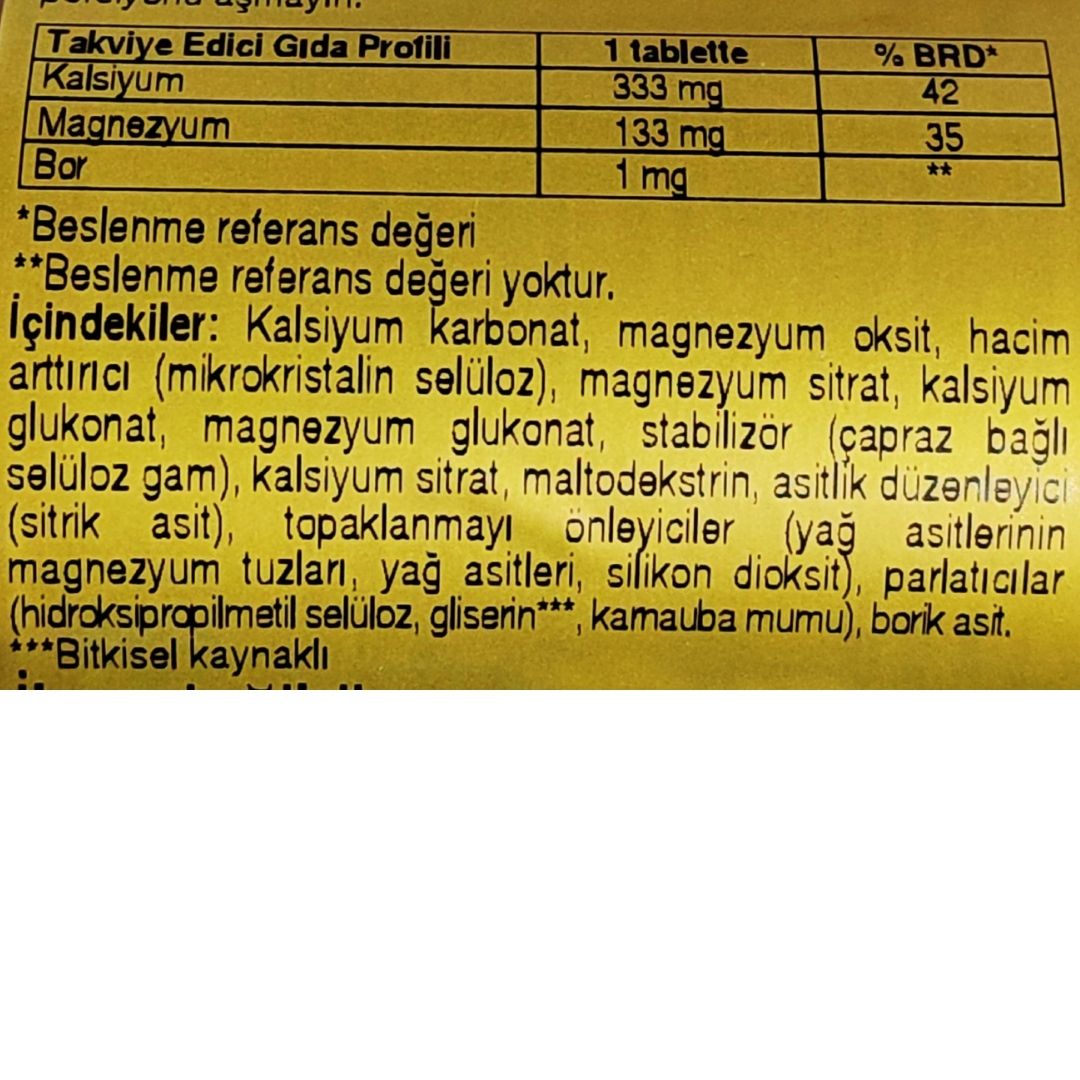 porsiyonu aşmayın.
Takviye Edici Gıda Profili 1 tablette % BRD*
Kalsiyum 333 mg 42
Magnezyum 133 mg 35
Bor 1 mg **
*Beslenme referans değeri
**Beslenme referans değeri yoktur.
İçindekiler: Kalsiyum karbonat, magnezyum oksit, hacim
arttırıcı (mikrokristalin selüloz), magnezyum sitrat, kalsiyum
glukonat, magnezyum glukonat, stabilizör (çapraz bağlı
selüloz gam), kalsiyum sitrat, maltodekstrin, asitlik düzenleyici
(sitrik asit), topaklanmayı önleyiciler (yağ asitlerinin
magnezyum tuzları, yağ asitleri, silikon dioksit), parlatıcılar
(hidroksipropilmetil selüloz, gliserin***, karnauba mumu), borik asit.
***Bitkisel kaynaklı